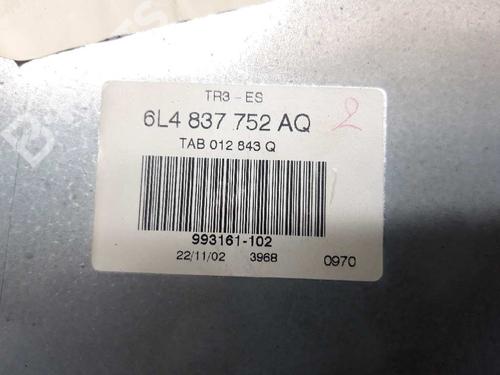 TR3 - ES
6L4 837 752 AQ 2
TAB 012 843 Q
993161-102
22/11/02 3968 0970